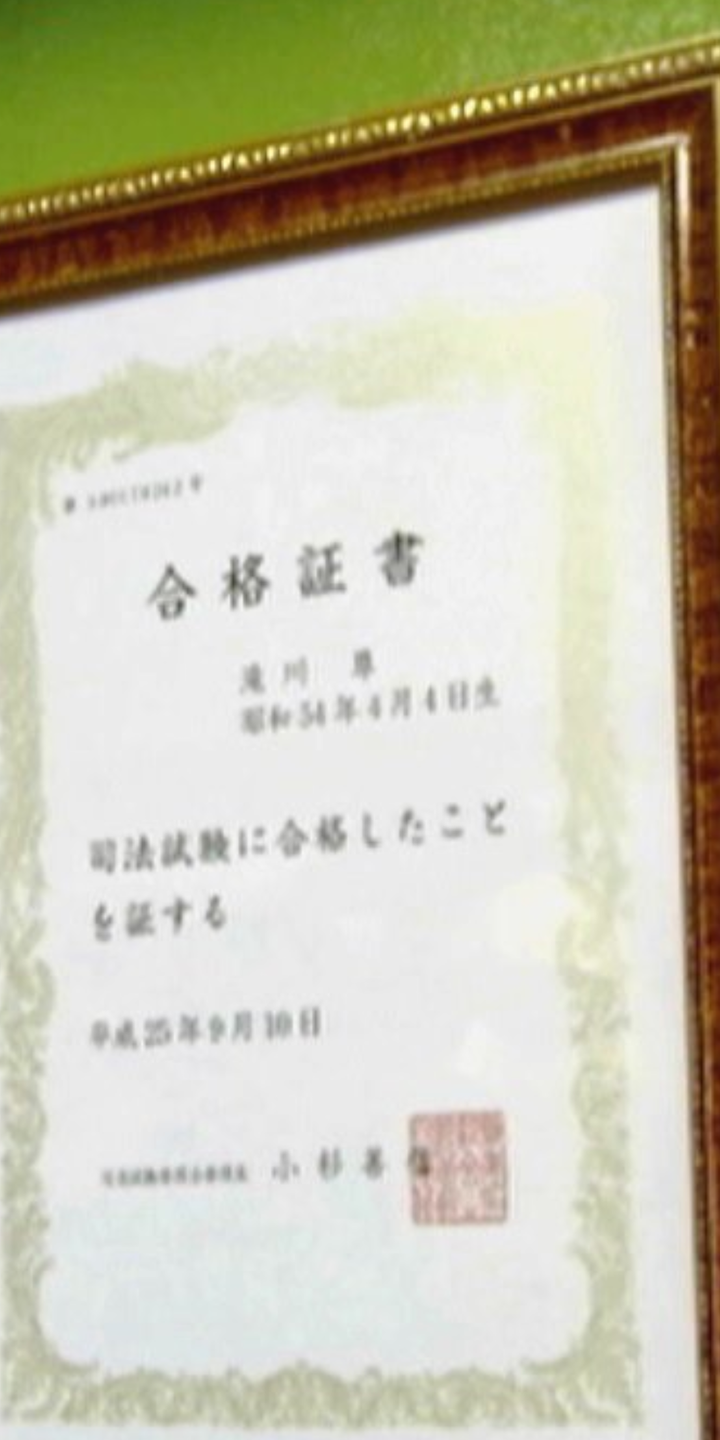 合格証書
滝川
昭和54年4月4日生
司法試験に合格したこと
を証する
平成25年9月10日
小杉善信